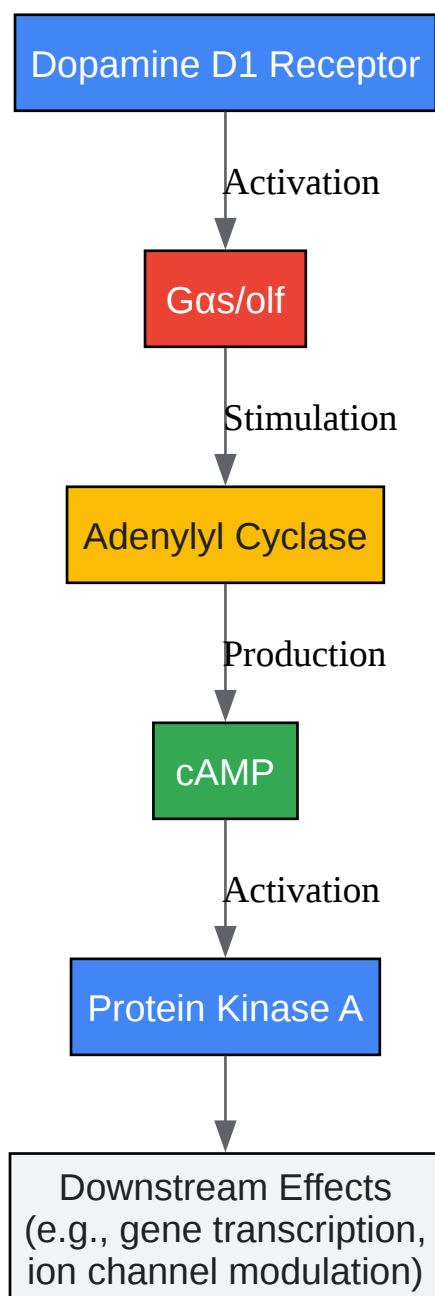 Dopamine D1 Receptor
Activation
Gαs/olf
Stimulation
Adenylyl Cyclase
Production
cAMP
Activation
Protein Kinase A
Downstream Effects
(e.g., gene transcription,
ion channel modulation)